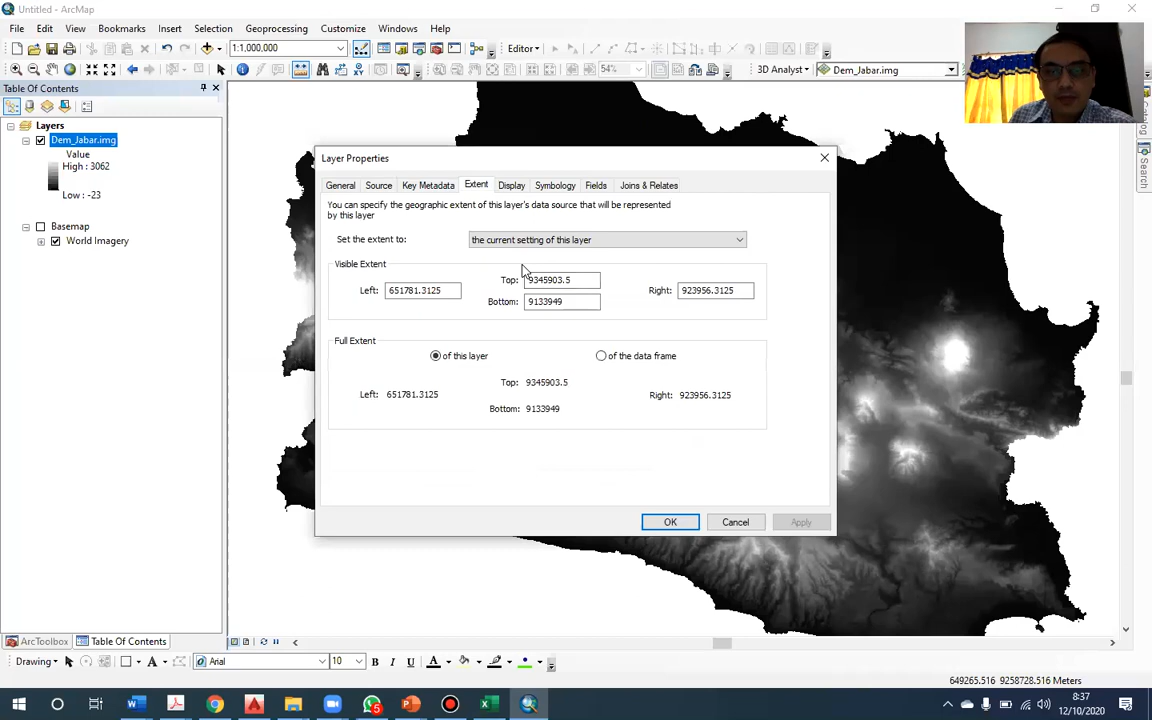 Untitled - ArcMap
File Edit View Bookmarks Insert Selection Geoprocessing Customize Windows Help
1:1,000,000
Editor
54%
3D Analyst
Dem_Jabar.img
Table Of Contents
Layers
Dem_Jabar.img
Value
High : 3062
Low : -23
Basemap
World Imagery
Layer Properties
General Source Key Metadata Extent Display Symbology Fields Joins & Relates
You can specify the geographic extent of this layer's data source that will be represented
by this layer
Set the extent to: the current setting of this layer
Visible Extent
Top: 9345903.5
Left: 651781.3125
Right: 923956.3125
Bottom: 9133949
Full Extent
of this layer of the data frame
Top: 9345903.5
Left: 651781.3125
Right: 923956.3125
Bottom: 9133949
OK Cancel Apply
Catalog
Search
ArcToolbox Table Of Contents
Drawing
Arial
10
B I U A
649265.516 9258728.516 Meters
8:37
12/10/2020